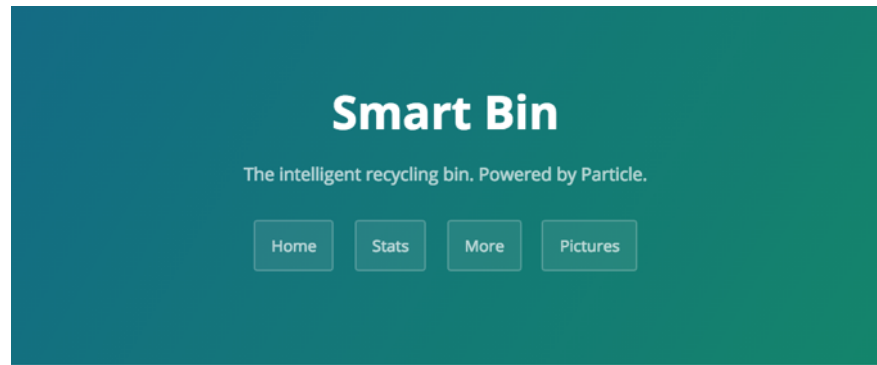 Smart Bin
The intelligent recycling bin. Powered by Particle.
Home Stats More Pictures